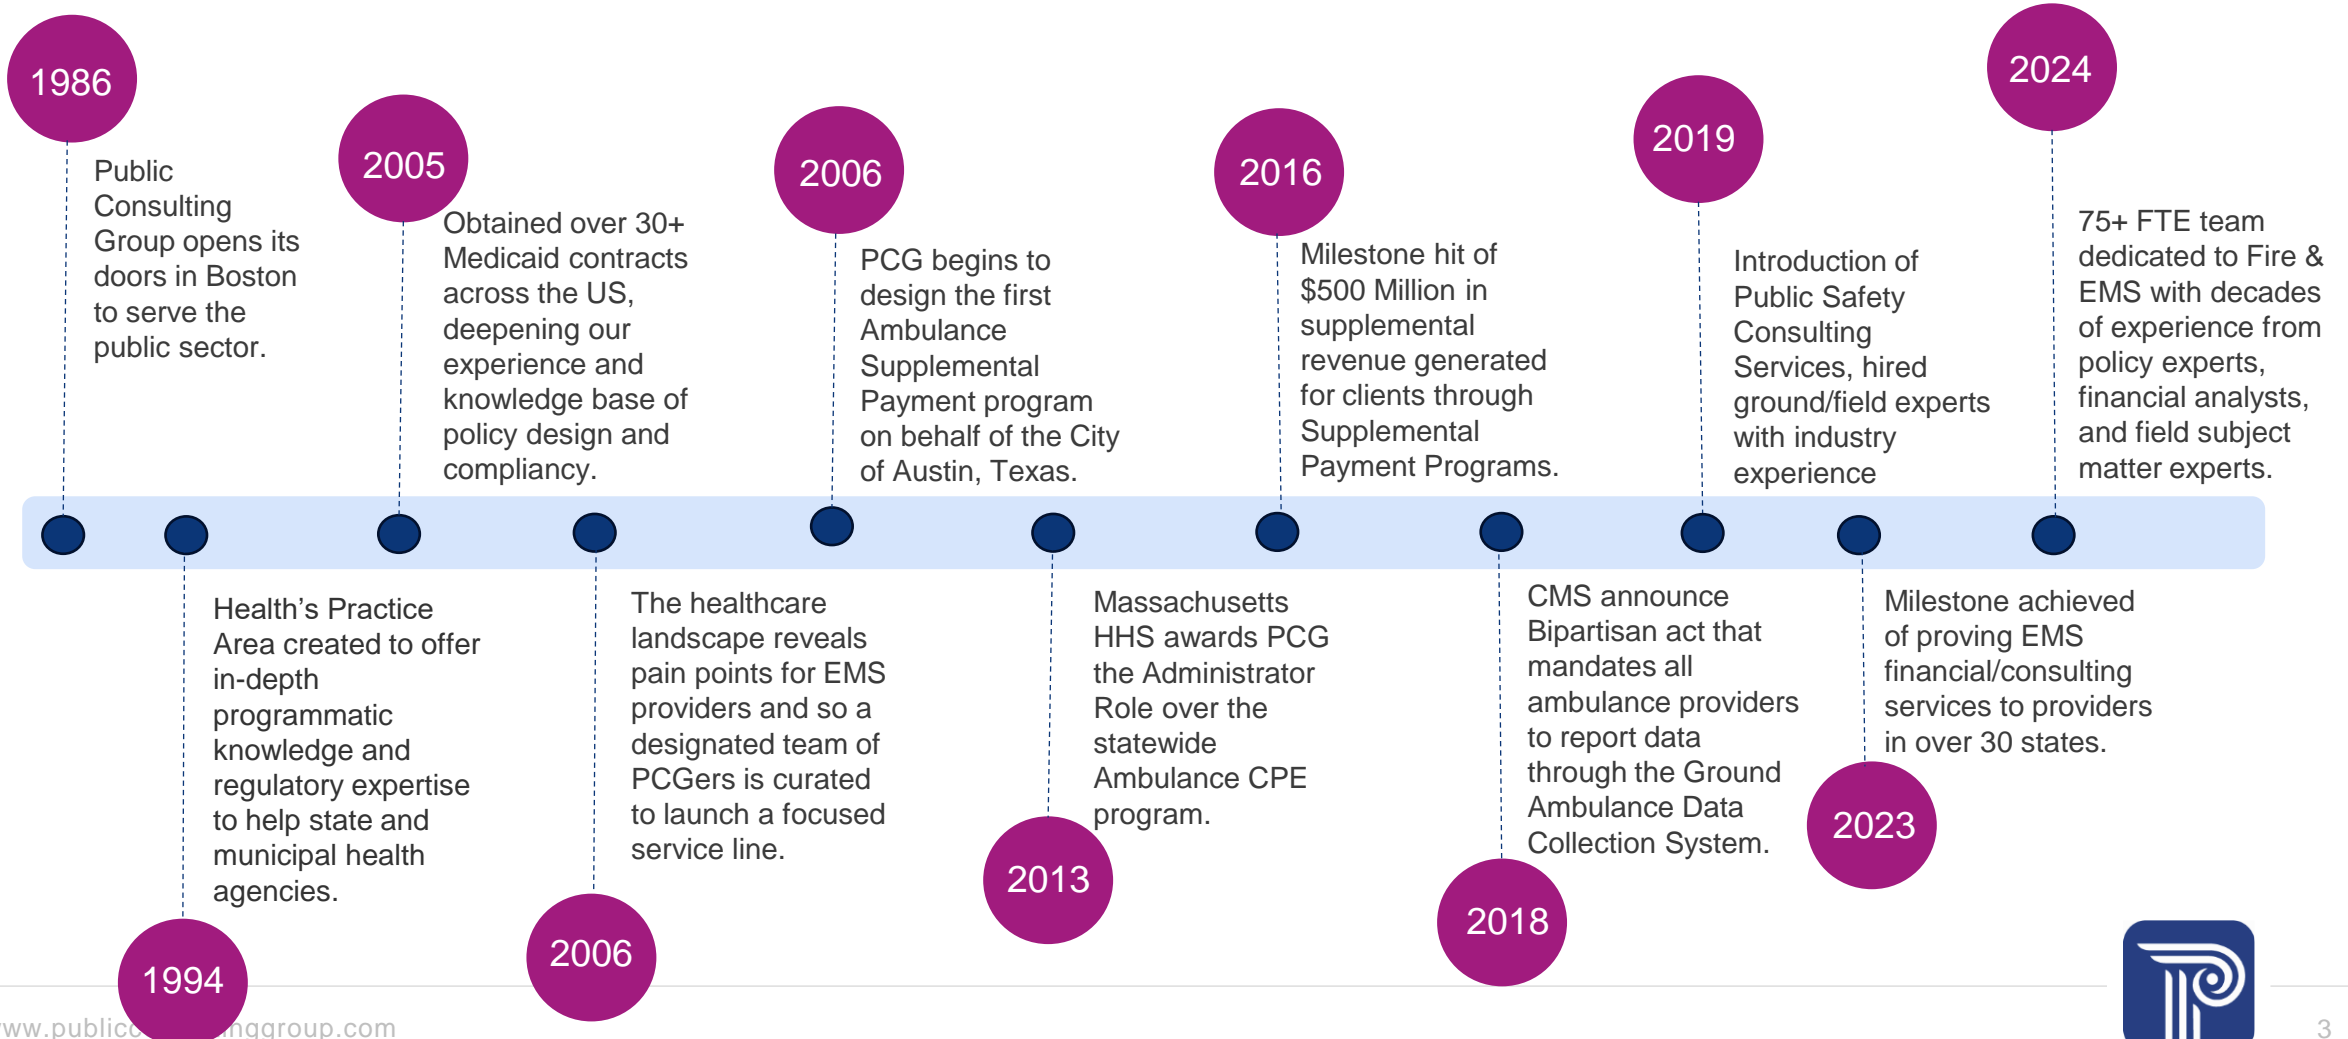 1986
Public
Consulting
Group opens its
doors in Boston
to serve the
public sector.
2005
Obtained over 30+
Medicaid contracts
across the US,
deepening our
experience and
knowledge base of
policy design and
compliancy.
2006
PCG begins to
design the first
Ambulance
Supplemental
Payment program
on behalf of the City
of Austin, Texas.
2016
Milestone hit of
$500 Million in
supplemental
revenue generated
for clients through
Supplemental
Payment Programs.
2019
Introduction of
Public Safety
Consulting
Services, hired
ground/field experts
with industry
experience
2024
75+ FTE team
dedicated to Fire &
EMS with decades
of experience from
policy experts,
financial analysts,
and field subject
matter experts.
Health's Practice
Area created to offer
in-depth
programmatic
knowledge and
regulatory expertise
to help state and
municipal health
agencies.
1994
The healthcare
landscape reveals
pain points for EMS
providers and so a
designated team of
PCGers is curated
to launch a focused
service line.
2006
Massachusetts
HHS awards PCG
the Administrator
Role over the
statewide
Ambulance CPE
program.
2013
CMS announce
Bipartisan act that
mandates all
ambulance providers
to report data
through the Ground
Ambulance Data
Collection System.
2018
Milestone achieved
of proving EMS
financial/consulting
services to providers
in over 30 states.
2023
3